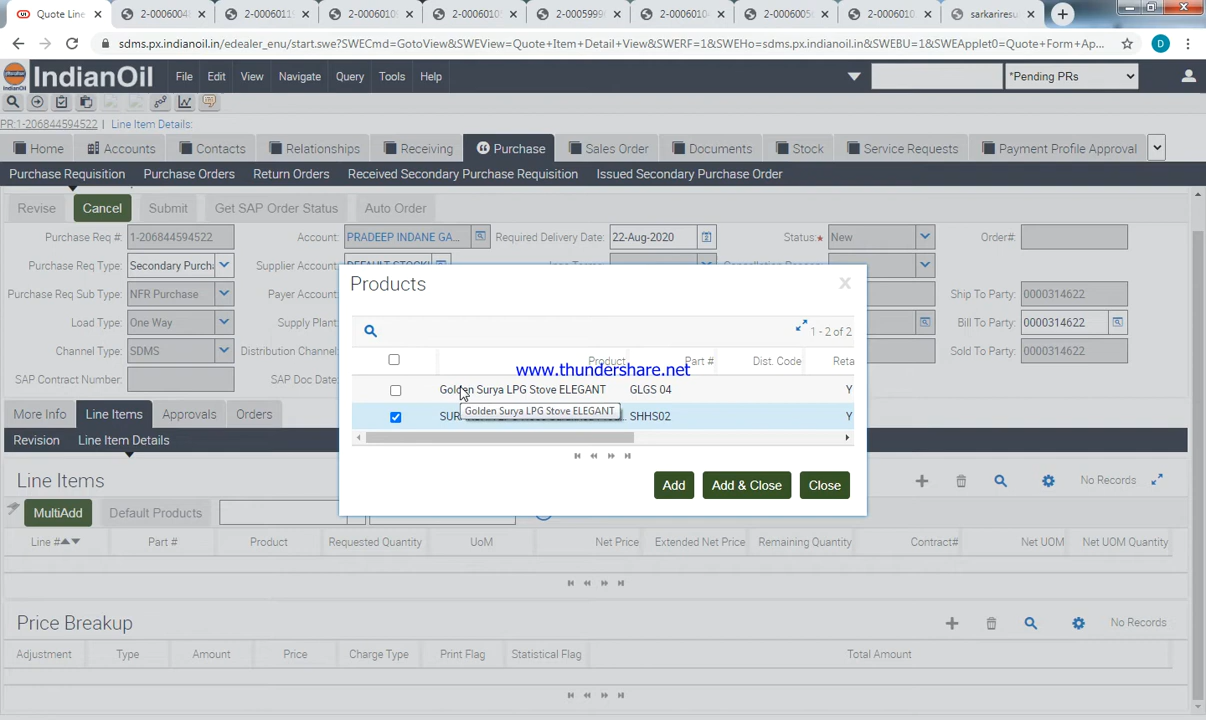 Quote Line
2-0006004
2-0006011
2-0006010
2-0006010
2-0005999
2-000601
2-0006005
2-0006010
sarkariresu
sdms.px.indianoil.in/edealer_enu/start.swe?SWECmd=GotoView&SWEView=Quote+Item+Detail+View&SWERF=1&SWEHo=sdms.px.indianoil.in&SWEBU=1&SWEApplet0=Quote+Form+Ap...
D
IndianOil File Edit View Navigate Query Tools Help *Pending PRs
PR:1-206844594522 Line Item Details:
Home Accounts Contacts Relationships Receiving Purchase Sales Order Documents Stock Service Requests Payment Profile Approval
Purchase Requisition Purchase Orders Return Orders Received Secondary Purchase Requisition Issued Secondary Purchase Order
Revise Cancel Submit Get SAP Order Status Auto Order
Purchase Req #: 1-206844594522 Account: PRADEEP INDANE GA... Required Delivery Date: 22-Aug-2020 Status:* New Order#:
Purchase Req Type: Secondary Purcha Supplier Account:
Purchase Req Sub Type: NFR Purchase Payer Account: Ship To Party: 0000314622
Load Type: One Way Supply Plant: Bill To Party: 0000314622
Channel Type: SDMS Distribution Channel: Sold To Party: 0000314622
SAP Contract Number: SAP Doc Date:
Products
1 - 2 of 2
Product Part # Dist. Code Reta
www.thundershare.net
Golden Surya LPG Stove ELEGANT GLGS 04 Y
Golden Surya LPG Stove ELEGANT
SHHS02 Y
Add Add & Close Close
More Info Line Items Approvals Orders
Revision Line Item Details
Line Items No Records
MultiAdd Default Products
Line # Part # Product Requested Quantity UoM Net Price Extended Net Price Remaining Quantity Contract# Net UOM Net UOM Quantity
Price Breakup No Records
Adjustment Type Amount Price Charge Type Print Flag Statistical Flag Total Amount